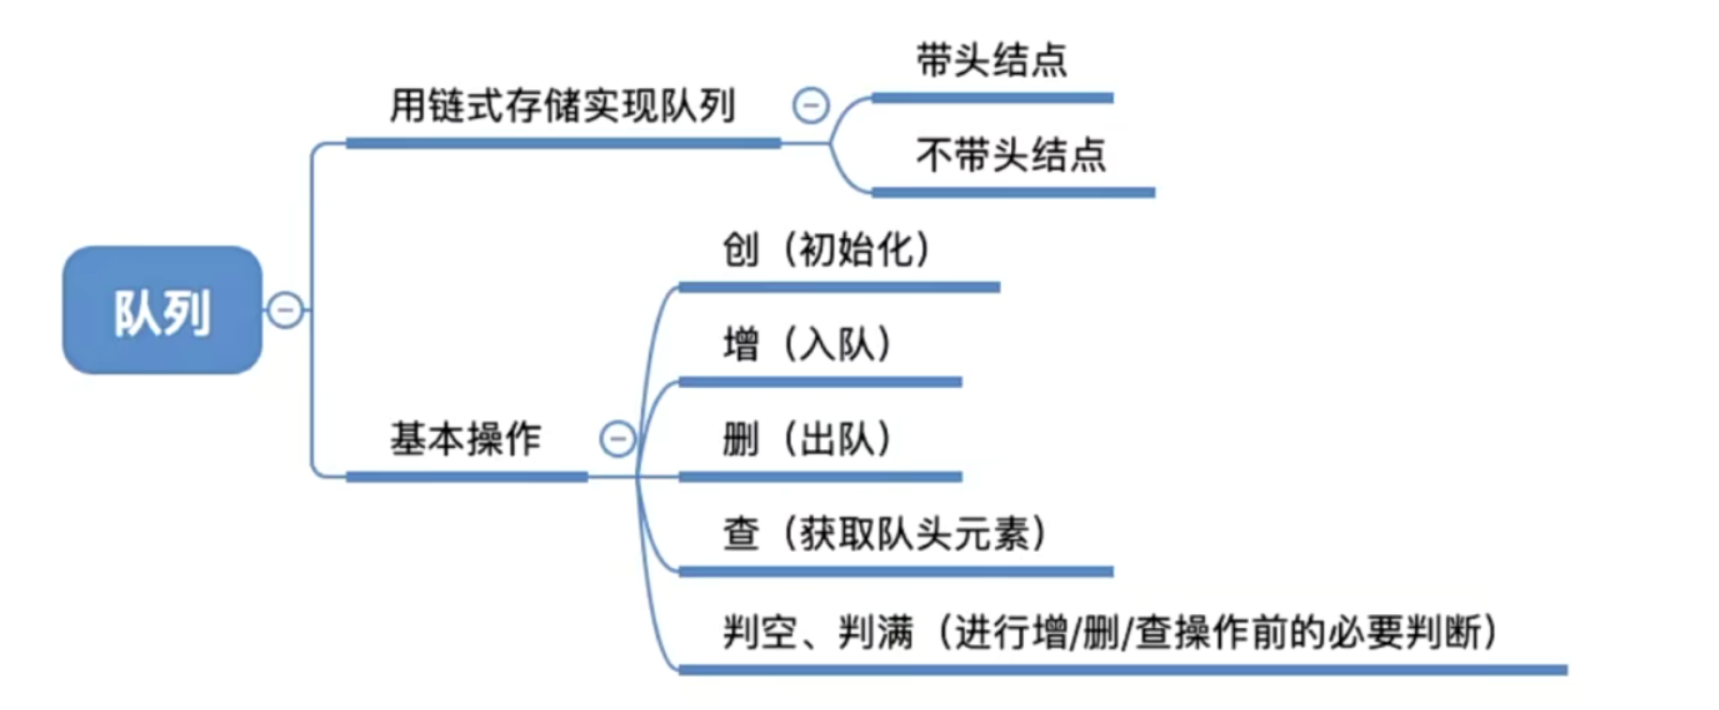 队列
用链式存储实现队列
带头结点
不带头结点
基本操作
创（初始化）
增（入队）
删（出队）
查（获取队头元素）
判空、判满（进行增/删/查操作前的必要判断）